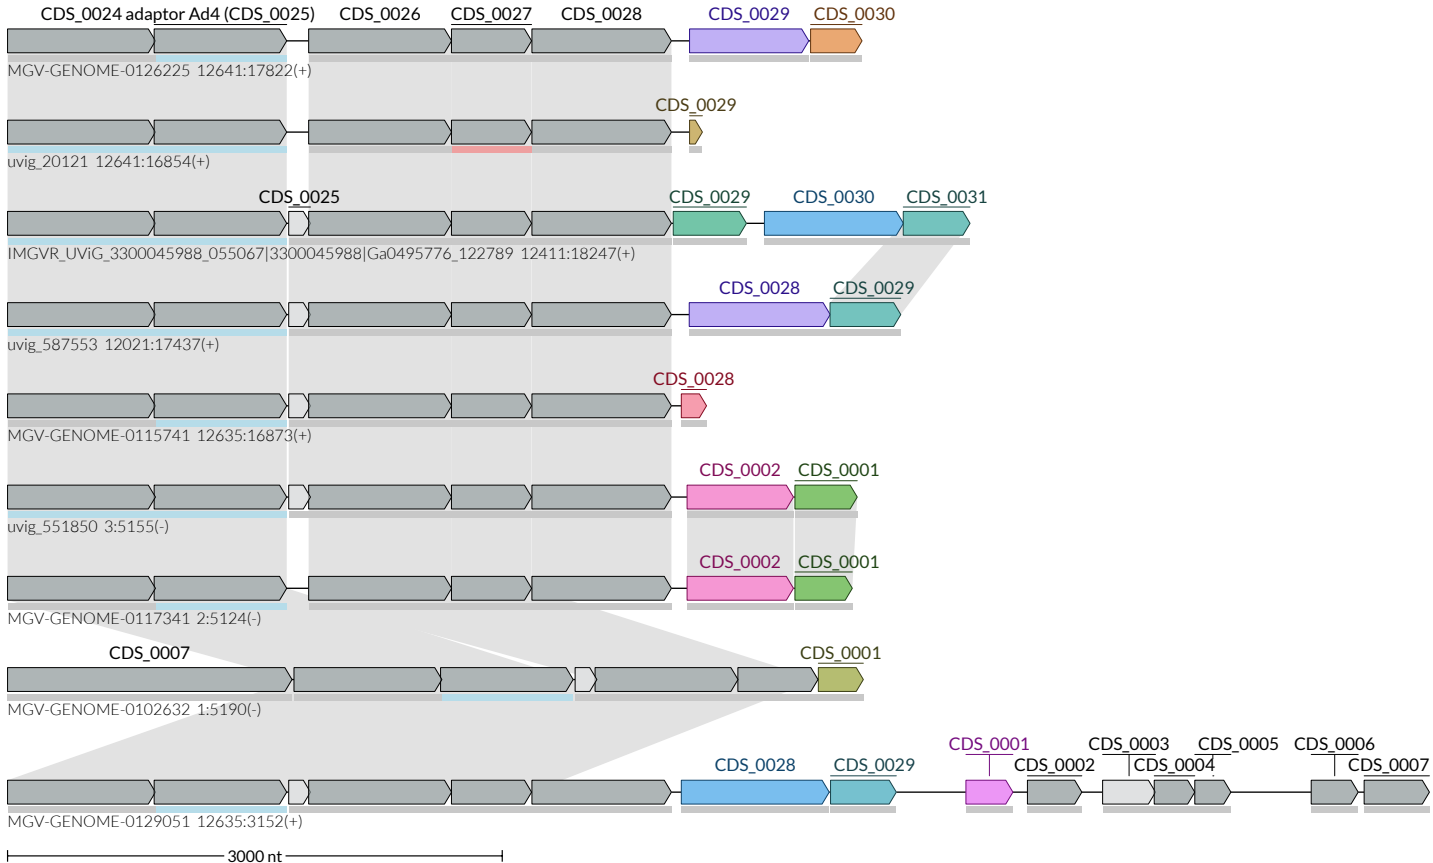 CDS_0024 adaptor Ad4 (CDS_0025) CDS_0026 CDS_0027 CDS_0028 CDS_0029 CDS_0030
MGV-GENOME-0126225 12641:17822(+)
CDS_0029
uvig_20121 12641:16854(+)
CDS_0025 CDS_0029 CDS_0030 CDS_0031
IMGVR_UViG_3300045988_055067|3300045988|Ga0495776_122789 12411:18247(+)
CDS_0028 CDS_0029
uvig_587553 12021:17437(+)
CDS_0028
MGV-GENOME-0115741 12635:16873(+)
CDS_0002 CDS_0001
uvig_551850 3:5155(-)
CDS_0002 CDS_0001
MGV-GENOME-0117341 2:5124(-)
CDS_0007 CDS_0001
MGV-GENOME-0102632 1:5190(-)
CDS_0001 CDS_0003 CDS_0005 CDS_0006
CDS_0028 CDS_0029 CDS_0002 CDS_0004 CDS_0007
MGV-GENOME-0129051 12635:3152(+)
3000 nt